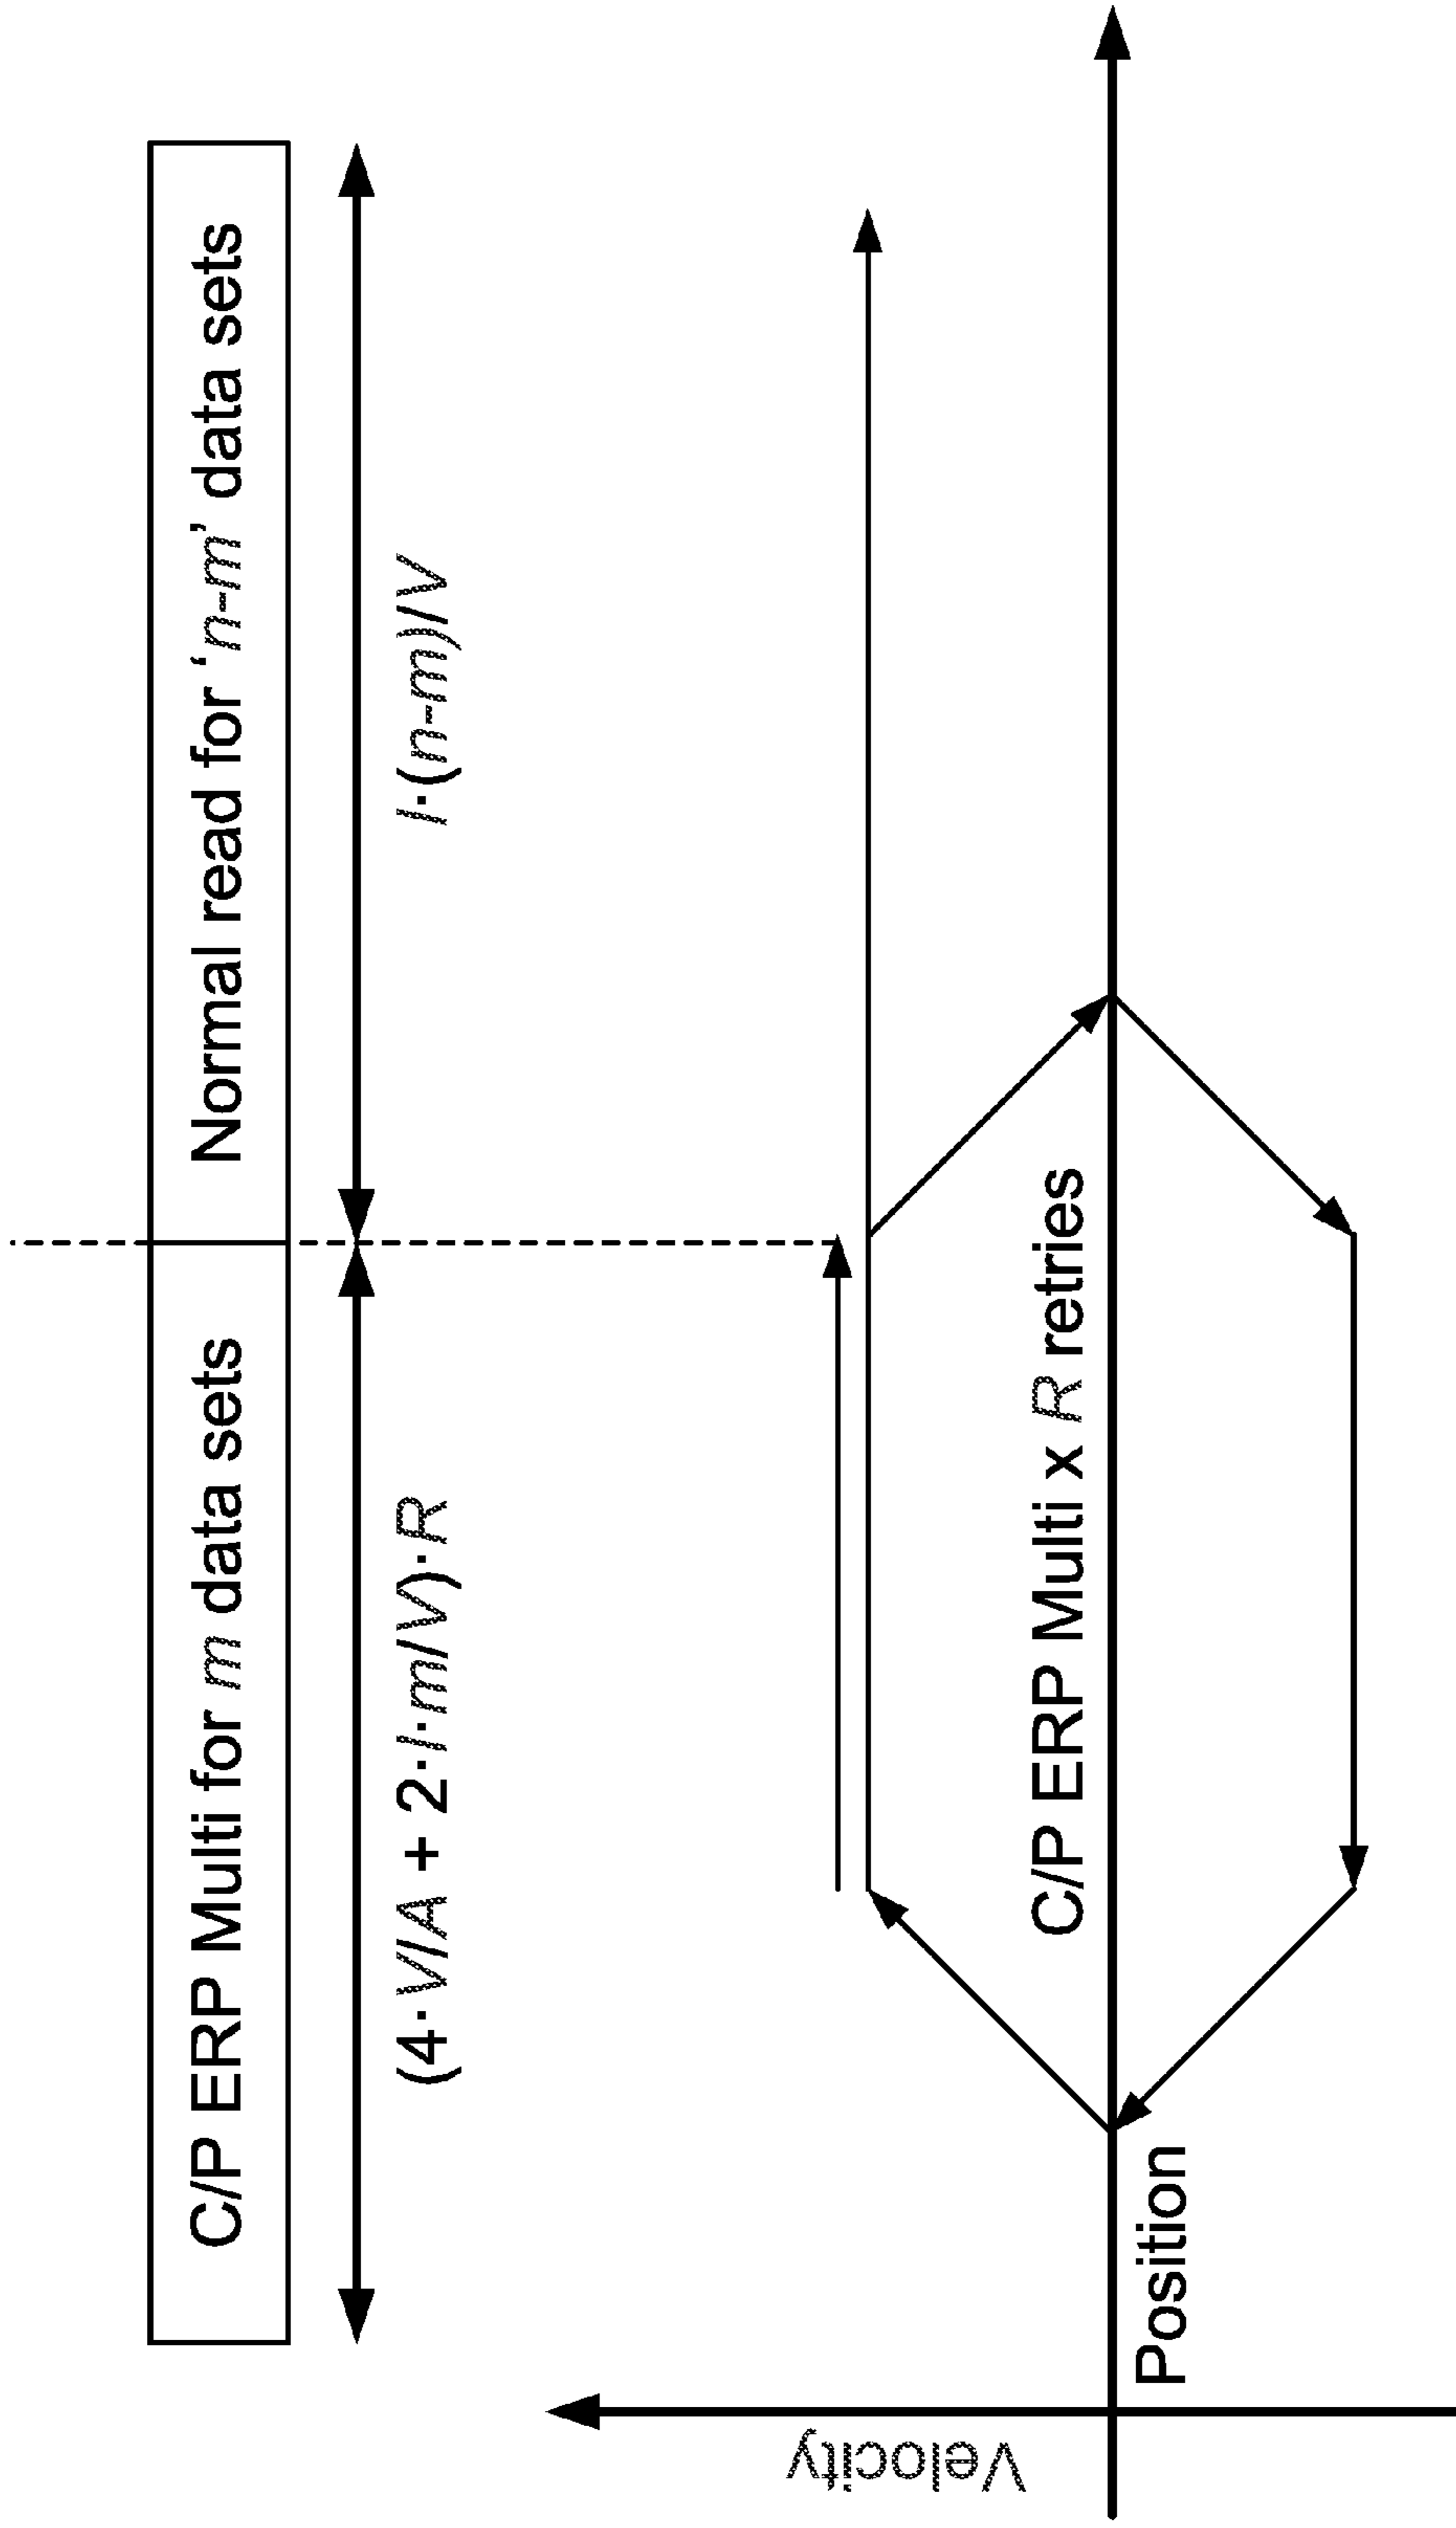 C/P ERP Multi for m data sets
Normal read for ‘n-m’ data sets
(4·V/A + 2·l·m/V)·R
l·(n-m)/V
Velocity
C/P ERP Multi x R retries
Position